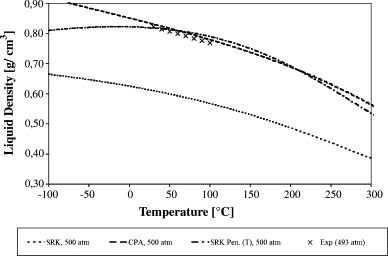 0,90
0,80
0,70
0,60
0,50
0,40
0,30
Liquid Density [g/ cm³]
-100 -50 0 50 100 150 200 250 300
Temperature [°C]
SRK, 500 atm CPA, 500 atm SRK Pen. (T), 500 atm Exp (493 atm)